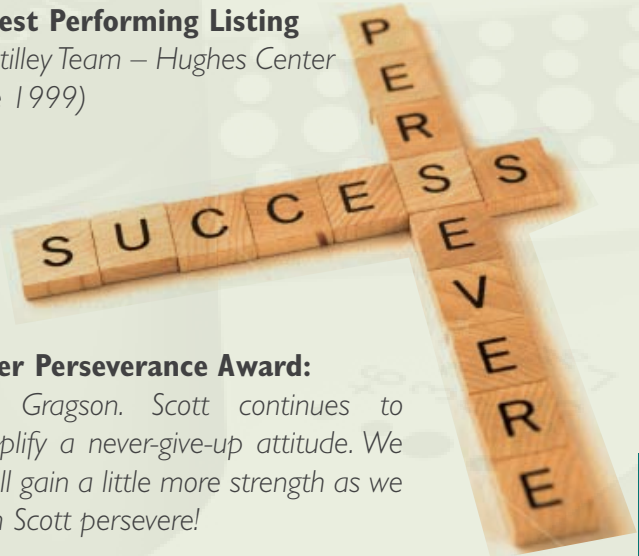 est Performing Listing
tilley Team – Hughes Center
1999)
PERSEVERE
SUCCESS
er Perseverance Award:
Gragson. Scott continues to
plify a never-give-up attitude. We
ll gain a little more strength as we
Scott persevere!